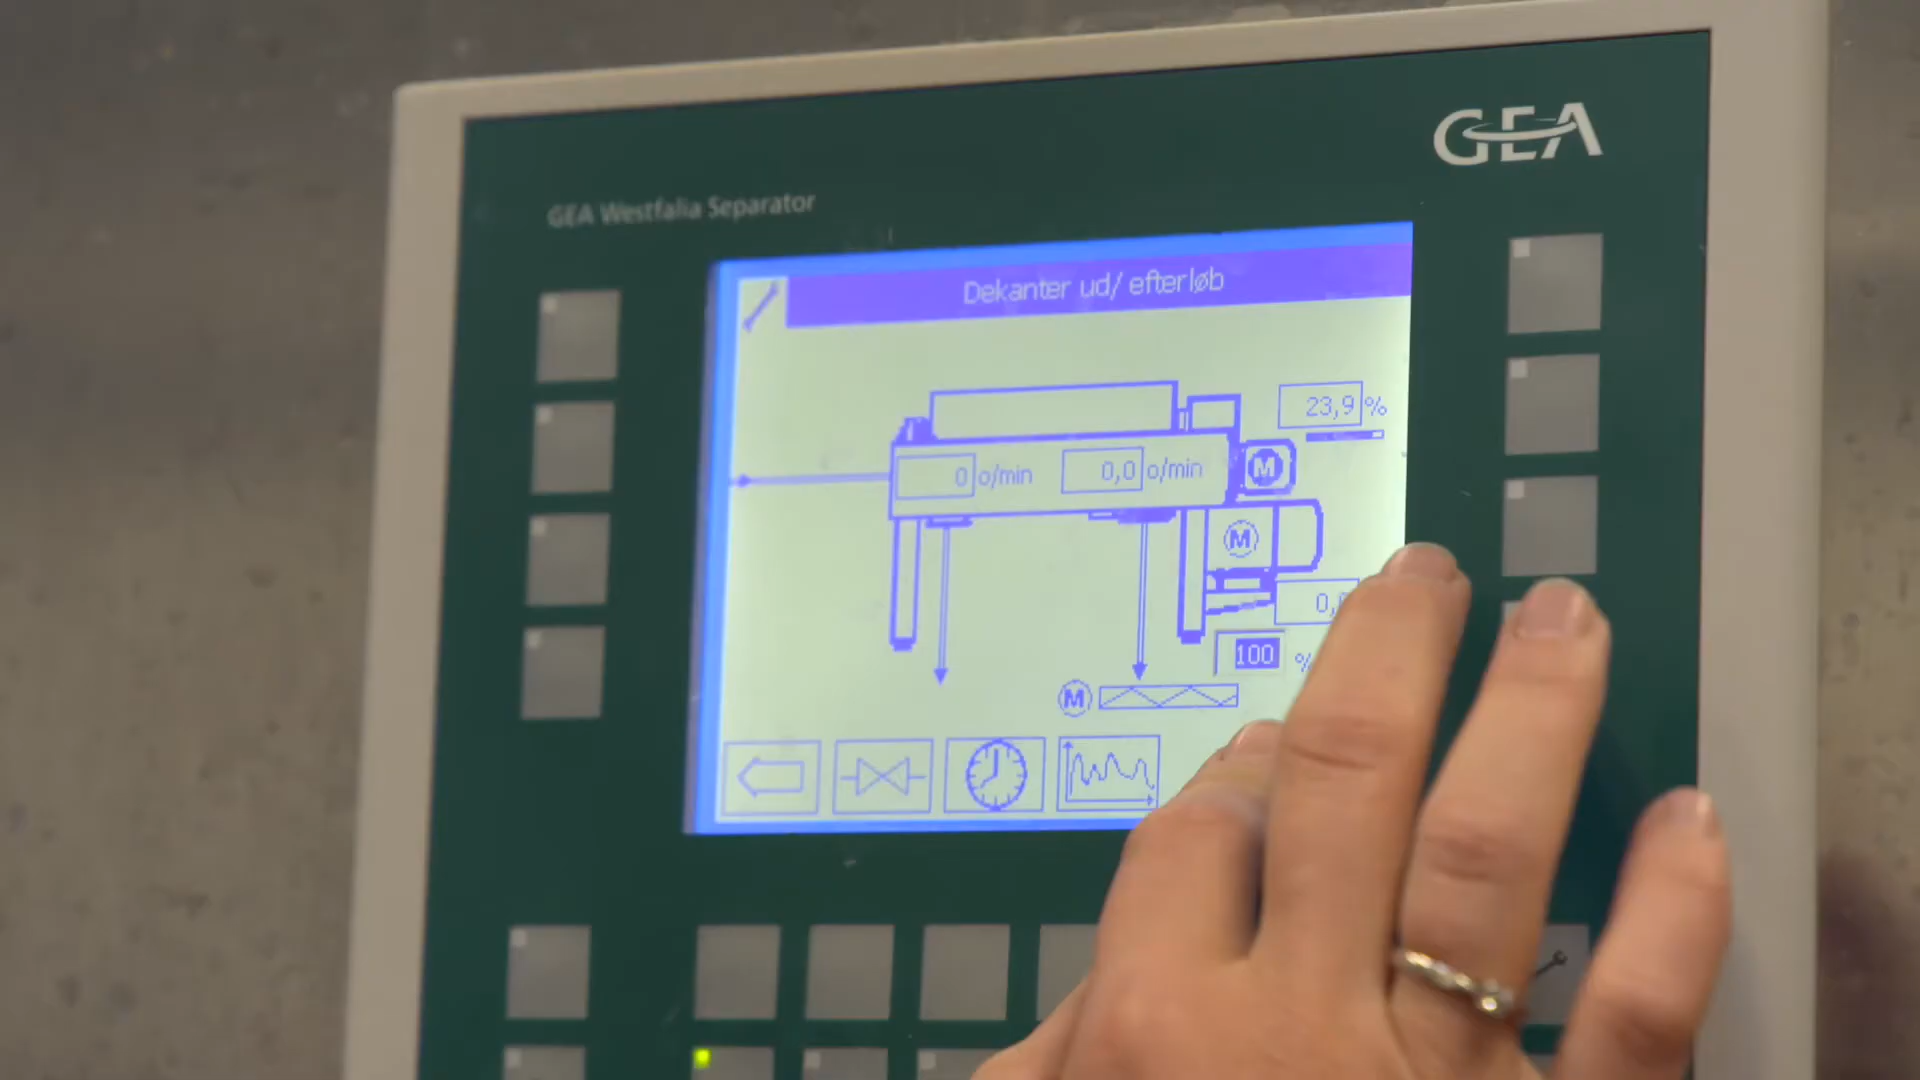 GEA
GEA Westfalia Separator
Dekanter ud/ efterløb
23,9 %
0 o/min 0,0 o/min
M
M
100 %
M